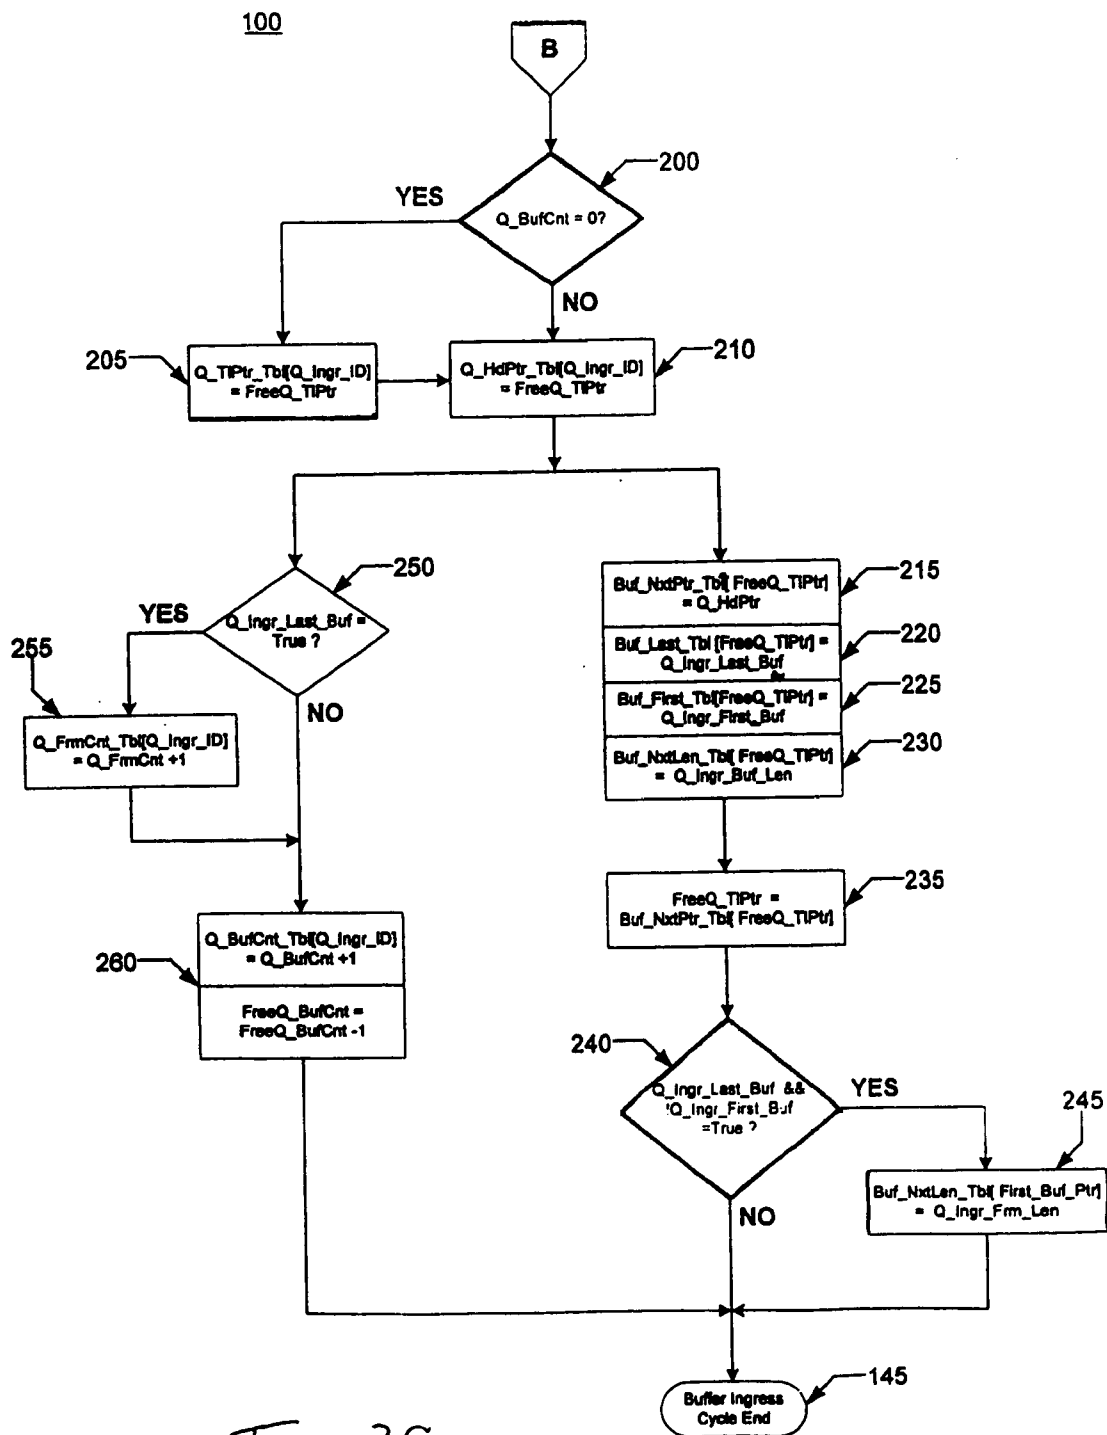 100
B
200
YES
Q_BufCnt = 0?
NO
205
Q_TlPtr_Tbl[Q_Ingr_ID]
= FreeQ_TlPtr
Q_HdPtr_Tbl[Q_Ingr_ID]
= FreeQ_TlPtr
210
250
YES
Q_Ingr_Last_Buf =
True ?
NO
255
Q_FrmCnt_Tbl[Q_Ingr_ID]
= Q_FrmCnt +1
Buf_NxtPtr_Tbl[ FreeQ_TlPtr]
= Q_HdPtr
215
Buf_Last_Tbl [FreeQ_TlPtr] =
Q_Ingr_Last_Buf
220
Buf_First_Tbl[FreeQ_TlPtr] =
Q_Ingr_First_Buf
225
Buf_NxtLen_Tbl[ FreeQ_TlPtr]
= Q_Ingr_Buf_Len
230
FreeQ_TlPtr =
Buf_NxtPtr_Tbl[ FreeQ_TlPtr]
235
260
Q_BufCnt_Tbl[Q_Ingr_ID]
= Q_BufCnt +1
FreeQ_BufCnt =
FreeQ_BufCnt -1
240
Q_Ingr_Last_Buf &&
!Q_Ingr_First_Buf
=True ?
YES
NO
245
Buf_NxtLen_Tbl[ First_Buf_Ptr]
= Q_Ingr_Frm_Len
Buffer Ingress
Cycle End
145